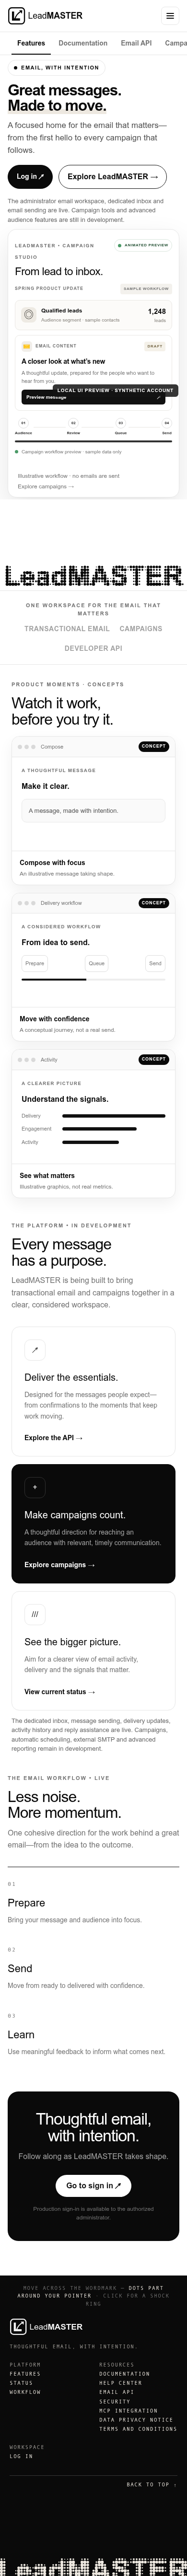 LeadMASTER
Features Documentation Email API Campa
EMAIL, WITH INTENTION
Great messages.
Made to move.
A focused home for the email that matters—
from the first hello to every campaign that
follows.
Log in ↗ Explore LeadMASTER →
The administrator email workspace, dedicated inbox and
email sending are live. Campaign tools and advanced
audience features are still in development.
LEADMASTER • CAMPAIGN
STUDIO
ANIMATED PREVIEW
From lead to inbox.
SPRING PRODUCT UPDATE
SAMPLE WORKFLOW
Qualified leads
Audience segment · sample contacts
1,248
leads
EMAIL CONTENT
DRAFT
A closer look at what's new
A thoughtful update, prepared for the people who want to
hear from you.
LOCAL UI PREVIEW · SYNTHETIC ACCOUNT
Preview message ↗
01 02 03 04
Audience Review Queue Send
Campaign workflow preview · sample data only
Illustrative workflow · no emails are sent
Explore campaigns →
LeadMASTER
ONE WORKSPACE FOR THE EMAIL THAT
MATTERS
TRANSACTIONAL EMAIL CAMPAIGNS
DEVELOPER API
PRODUCT MOMENTS · CONCEPTS
Watch it work,
before you try it.
Compose CONCEPT
A THOUGHTFUL MESSAGE
Make it clear.
A message, made with intention.
Compose with focus
An illustrative message taking shape.
Delivery workflow CONCEPT
A CONSIDERED WORKFLOW
From idea to send.
Prepare Queue Send
Move with confidence
A conceptual journey, not a real send.
Activity CONCEPT
A CLEARER PICTURE
Understand the signals.
Delivery
Engagement
Activity
See what matters
Illustrative graphics, not real metrics.
THE PLATFORM • IN DEVELOPMENT
Every message
has a purpose.
LeadMASTER is being built to bring
transactional email and campaigns together in a
clear, considered workspace.
↗
Deliver the essentials.
Designed for the messages people expect—
from confirmations to the moments that keep
work moving.
Explore the API →
+
Make campaigns count.
A thoughtful direction for reaching an
audience with relevant, timely communication.
Explore campaigns →
///
See the bigger picture.
Aim for a clearer view of email activity,
delivery and the signals that matter.
View current status →
The dedicated inbox, message sending, delivery updates,
activity history and reply assistance are live. Campaigns,
automatic scheduling, external SMTP and advanced
reporting remain in development.
THE EMAIL WORKFLOW • LIVE
Less noise.
More momentum.
One cohesive direction for the work behind a great
email—from the idea to the outcome.
01
Prepare
Bring your message and audience into focus.
02
Send
Move from ready to delivered with confidence.
03
Learn
Use meaningful feedback to inform what comes next.
Thoughtful email,
with intention.
Follow along as LeadMASTER takes shape.
Go to sign in ↗
Production sign-in is available to the authorized
administrator.
MOVE ACROSS THE WORDMARK — DOTS PART
AROUND YOUR POINTER · CLICK FOR A SHOCK
RING
LeadMASTER
THOUGHTFUL EMAIL, WITH INTENTION.
PLATFORM
FEATURES
STATUS
WORKFLOW
RESOURCES
DOCUMENTATION
HELP CENTER
EMAIL API
SECURITY
MCP INTEGRATION
DATA PRIVACY NOTICE
TERMS AND CONDITIONS
WORKSPACE
LOG IN
BACK TO TOP ↑
LeadMASTER